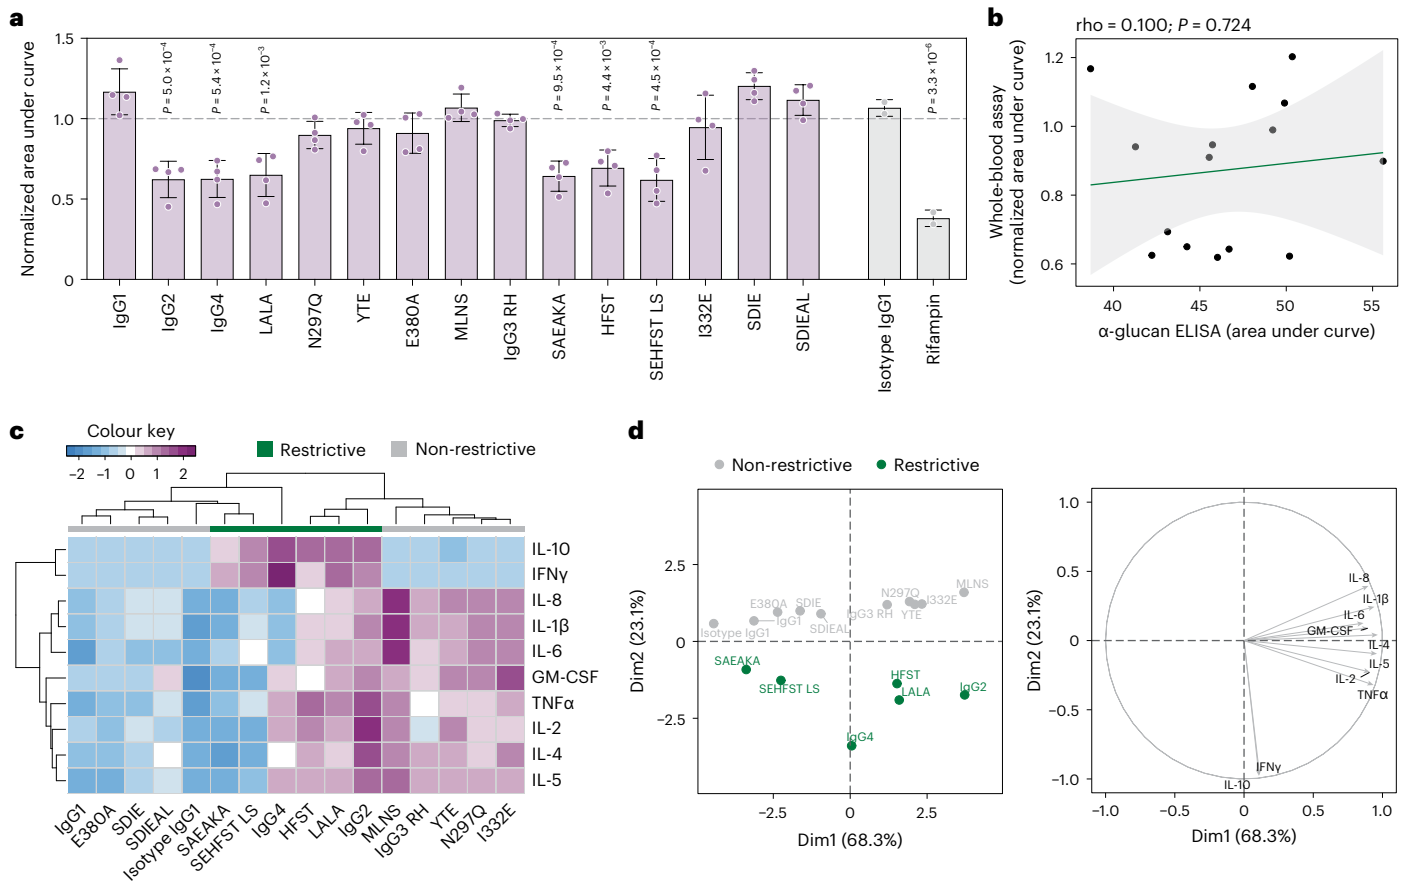 a
Normalized area under curve
1.5
1.0
0.5
0
P = 5.0 × 10⁻⁴
P = 5.4 × 10⁻⁴
P = 1.2 × 10⁻³
P = 9.5 × 10⁻⁴
P = 4.4 × 10⁻³
P = 4.5 × 10⁻⁴
P = 3.3 × 10⁻⁶
IgG1
IgG2
IgG4
LALA
N297Q
YTE
E380A
MLNS
IgG3 RH
SAEAKA
HFST
SEHFST LS
I332E
SDIE
SDIEAL
Isotype IgG1
Rifampin
b
rho = 0.100; P = 0.724
Whole-blood assay
(normalized area under curve)
1.2
1.0
0.8
0.6
40 45 50 55
α-glucan ELISA (area under curve)
c
Colour key
−2 −1 0 1 2
Restrictive
Non-restrictive
IL-10
IFNγ
IL-8
IL-1β
IL-6
GM-CSF
TNFα
IL-2
IL-4
IL-5
IgG1
E380A
SDIE
SDIEAL
Isotype IgG1
SAEAKA
SEHFST LS
IgG4
HFST
LALA
IgG2
MLNS
IgG3 RH
YTE
N297Q
I332E
d
Non-restrictive
Restrictive
Dim2 (23.1%)
2.5
0
−2.5
MLNS
N297Q
I332E
E380A
SDIE
IgG3 RH
YTE
IgG1
SDIEAL
Isotype IgG1
SAEAKA
SEHFST LS
HFST
LALA
IgG2
IgG4
−2.5 0 2.5
Dim1 (68.3%)
Dim2 (23.1%)
1.0
0.5
0
−0.5
−1.0
IL-8
IL-1β
IL-6
GM-CSF
IL-4
IL-5
IL-2
TNFα
IFNγ
IL-10
−1.0 −0.5 0 0.5 1.0
Dim1 (68.3%)